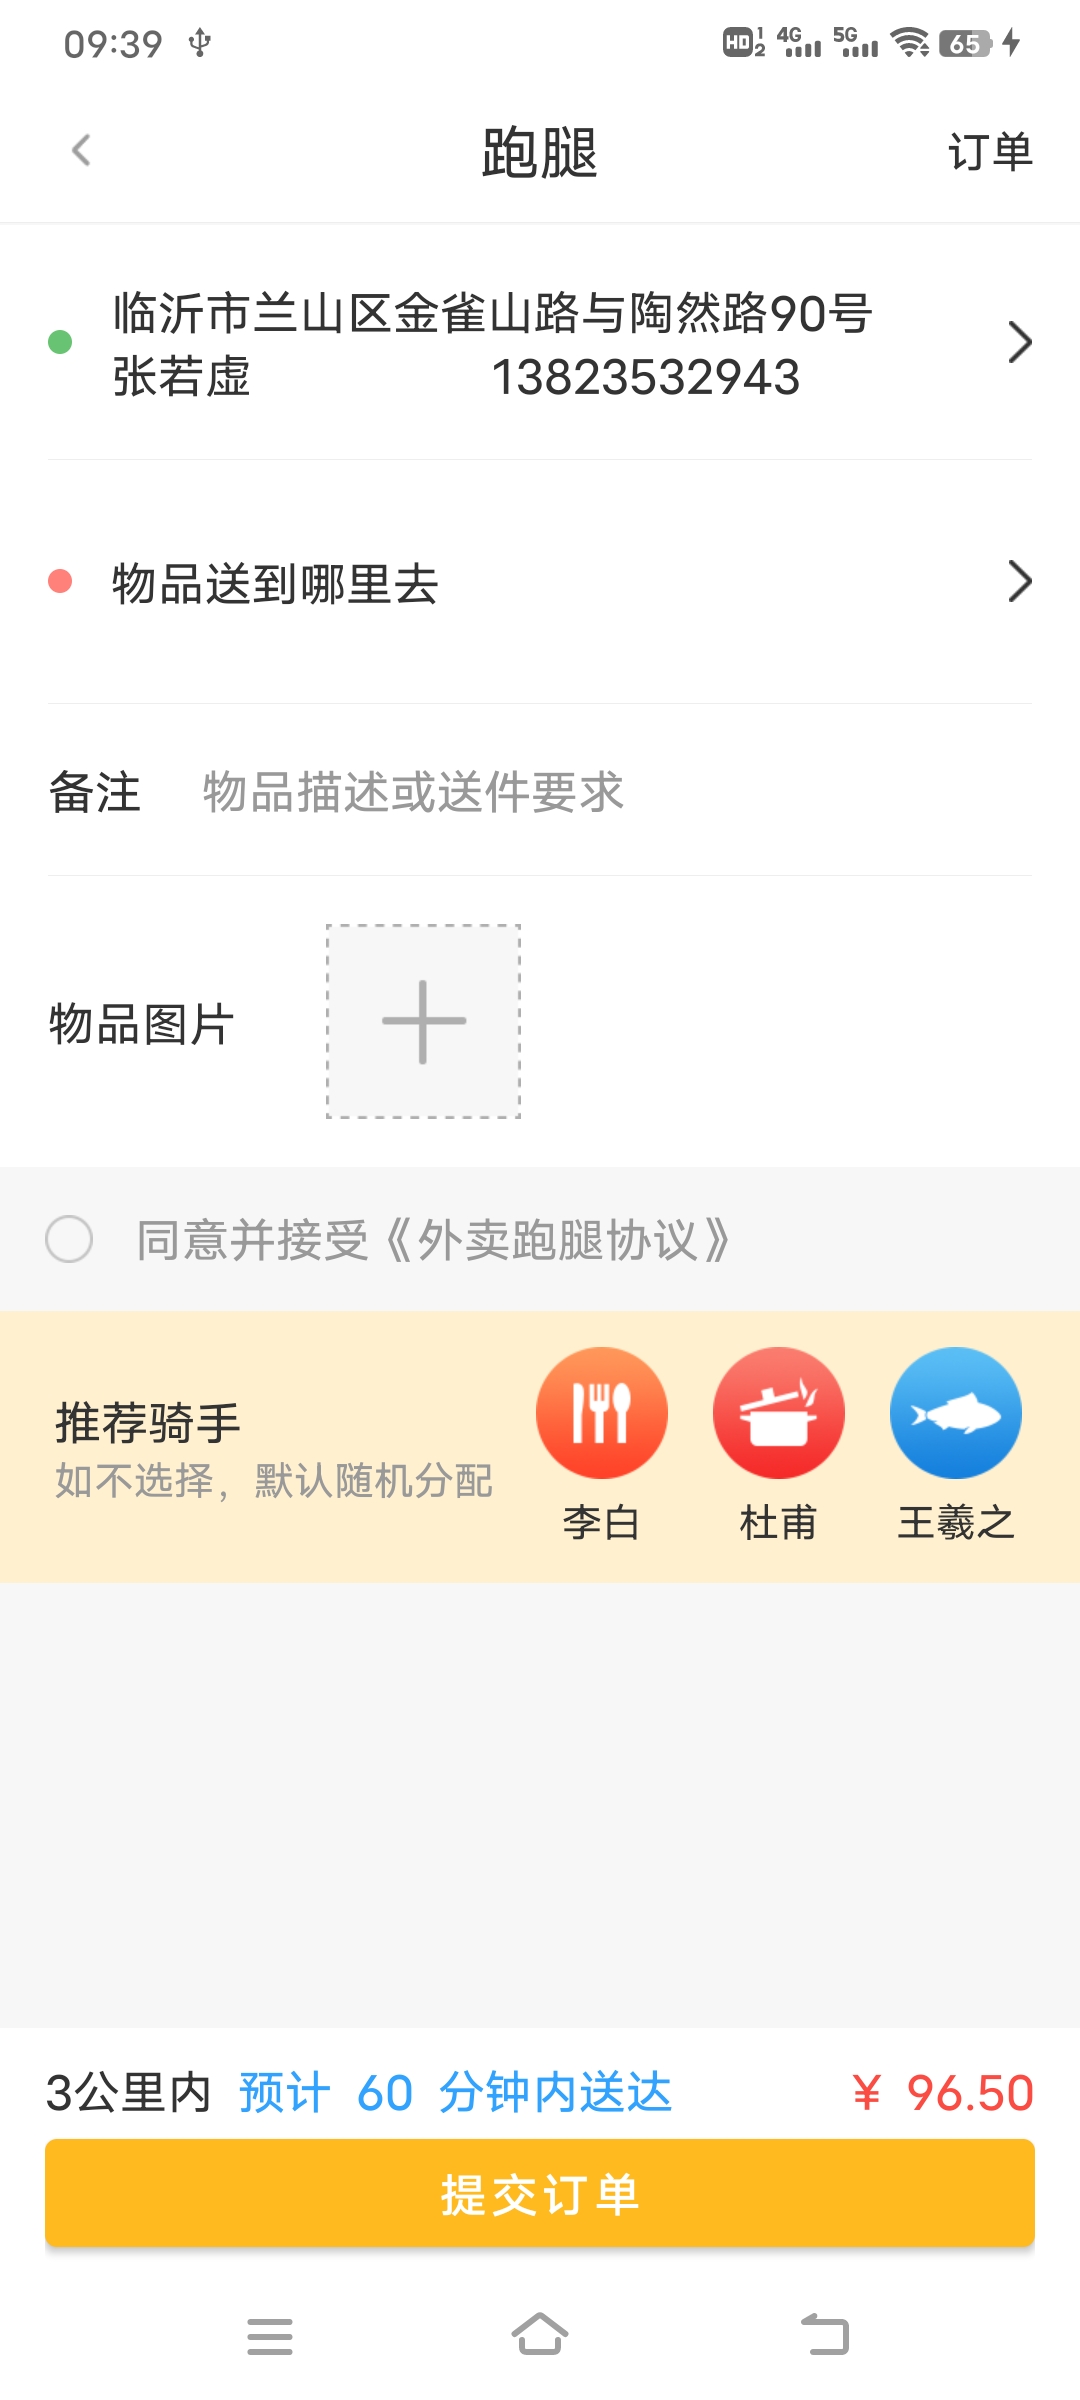 09:39
HD 1 2 4G 5G 65
跑腿
订单
临沂市兰山区金雀山路与陶然路90号
张若虚 13823532943
物品送到哪里去
备注 物品描述或送件要求
物品图片
同意并接受《外卖跑腿协议》
推荐骑手
如不选择，默认随机分配
李白 杜甫 王羲之
3公里内 预计 60 分钟内送达 ¥ 96.50
提交订单